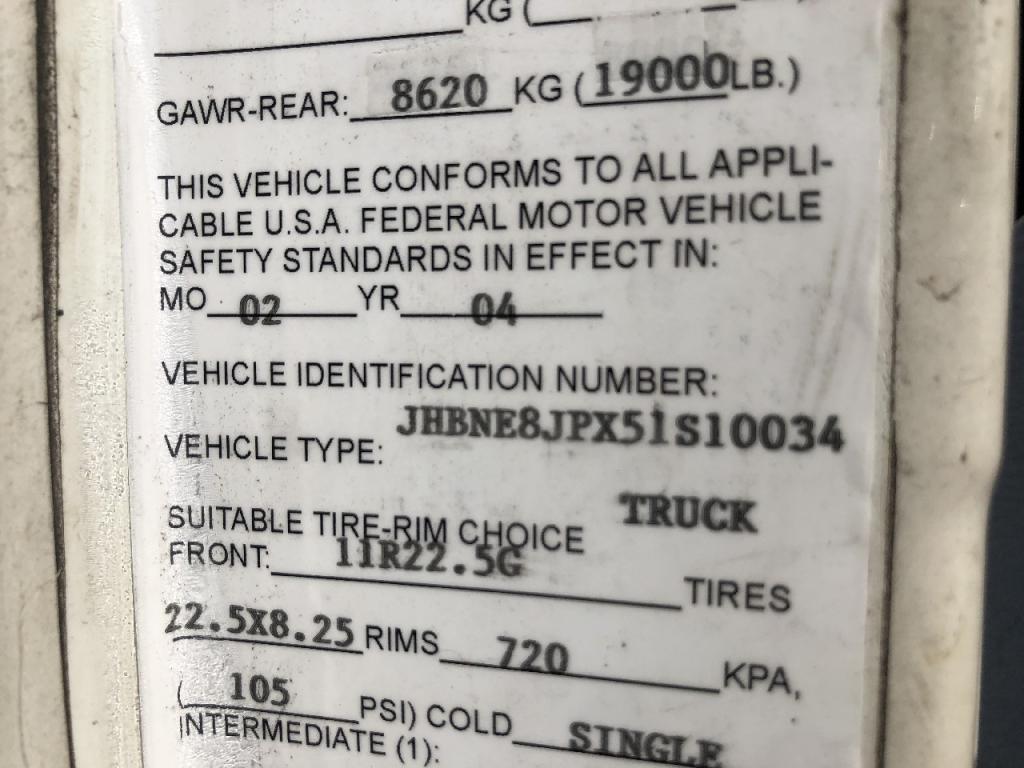 KG (
GAWR-REAR: 8620 KG (19000LB.)
THIS VEHICLE CONFORMS TO ALL APPLI-
CABLE U.S.A. FEDERAL MOTOR VEHICLE
SAFETY STANDARDS IN EFFECT IN:
MO 02 YR 04
VEHICLE IDENTIFICATION NUMBER:
JHBNE8JPX51S10034
VEHICLE TYPE:
TRUCK
SUITABLE TIRE-RIM CHOICE
FRONT: 11R22.5G TIRES
22.5X8.25 RIMS 720 KPA,
( 105 PSI) COLD SINGLE
INTERMEDIATE (1):